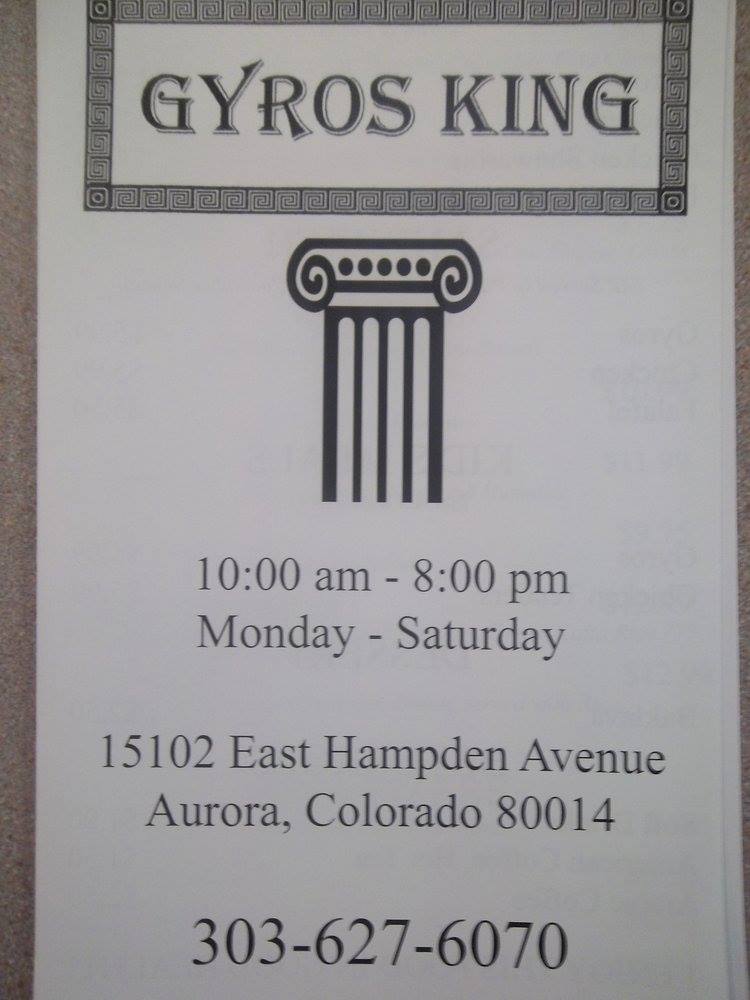 GYROS KING
10:00 am - 8:00 pm
Monday - Saturday
15102 East Hampden Avenue
Aurora, Colorado 80014
303-627-6070